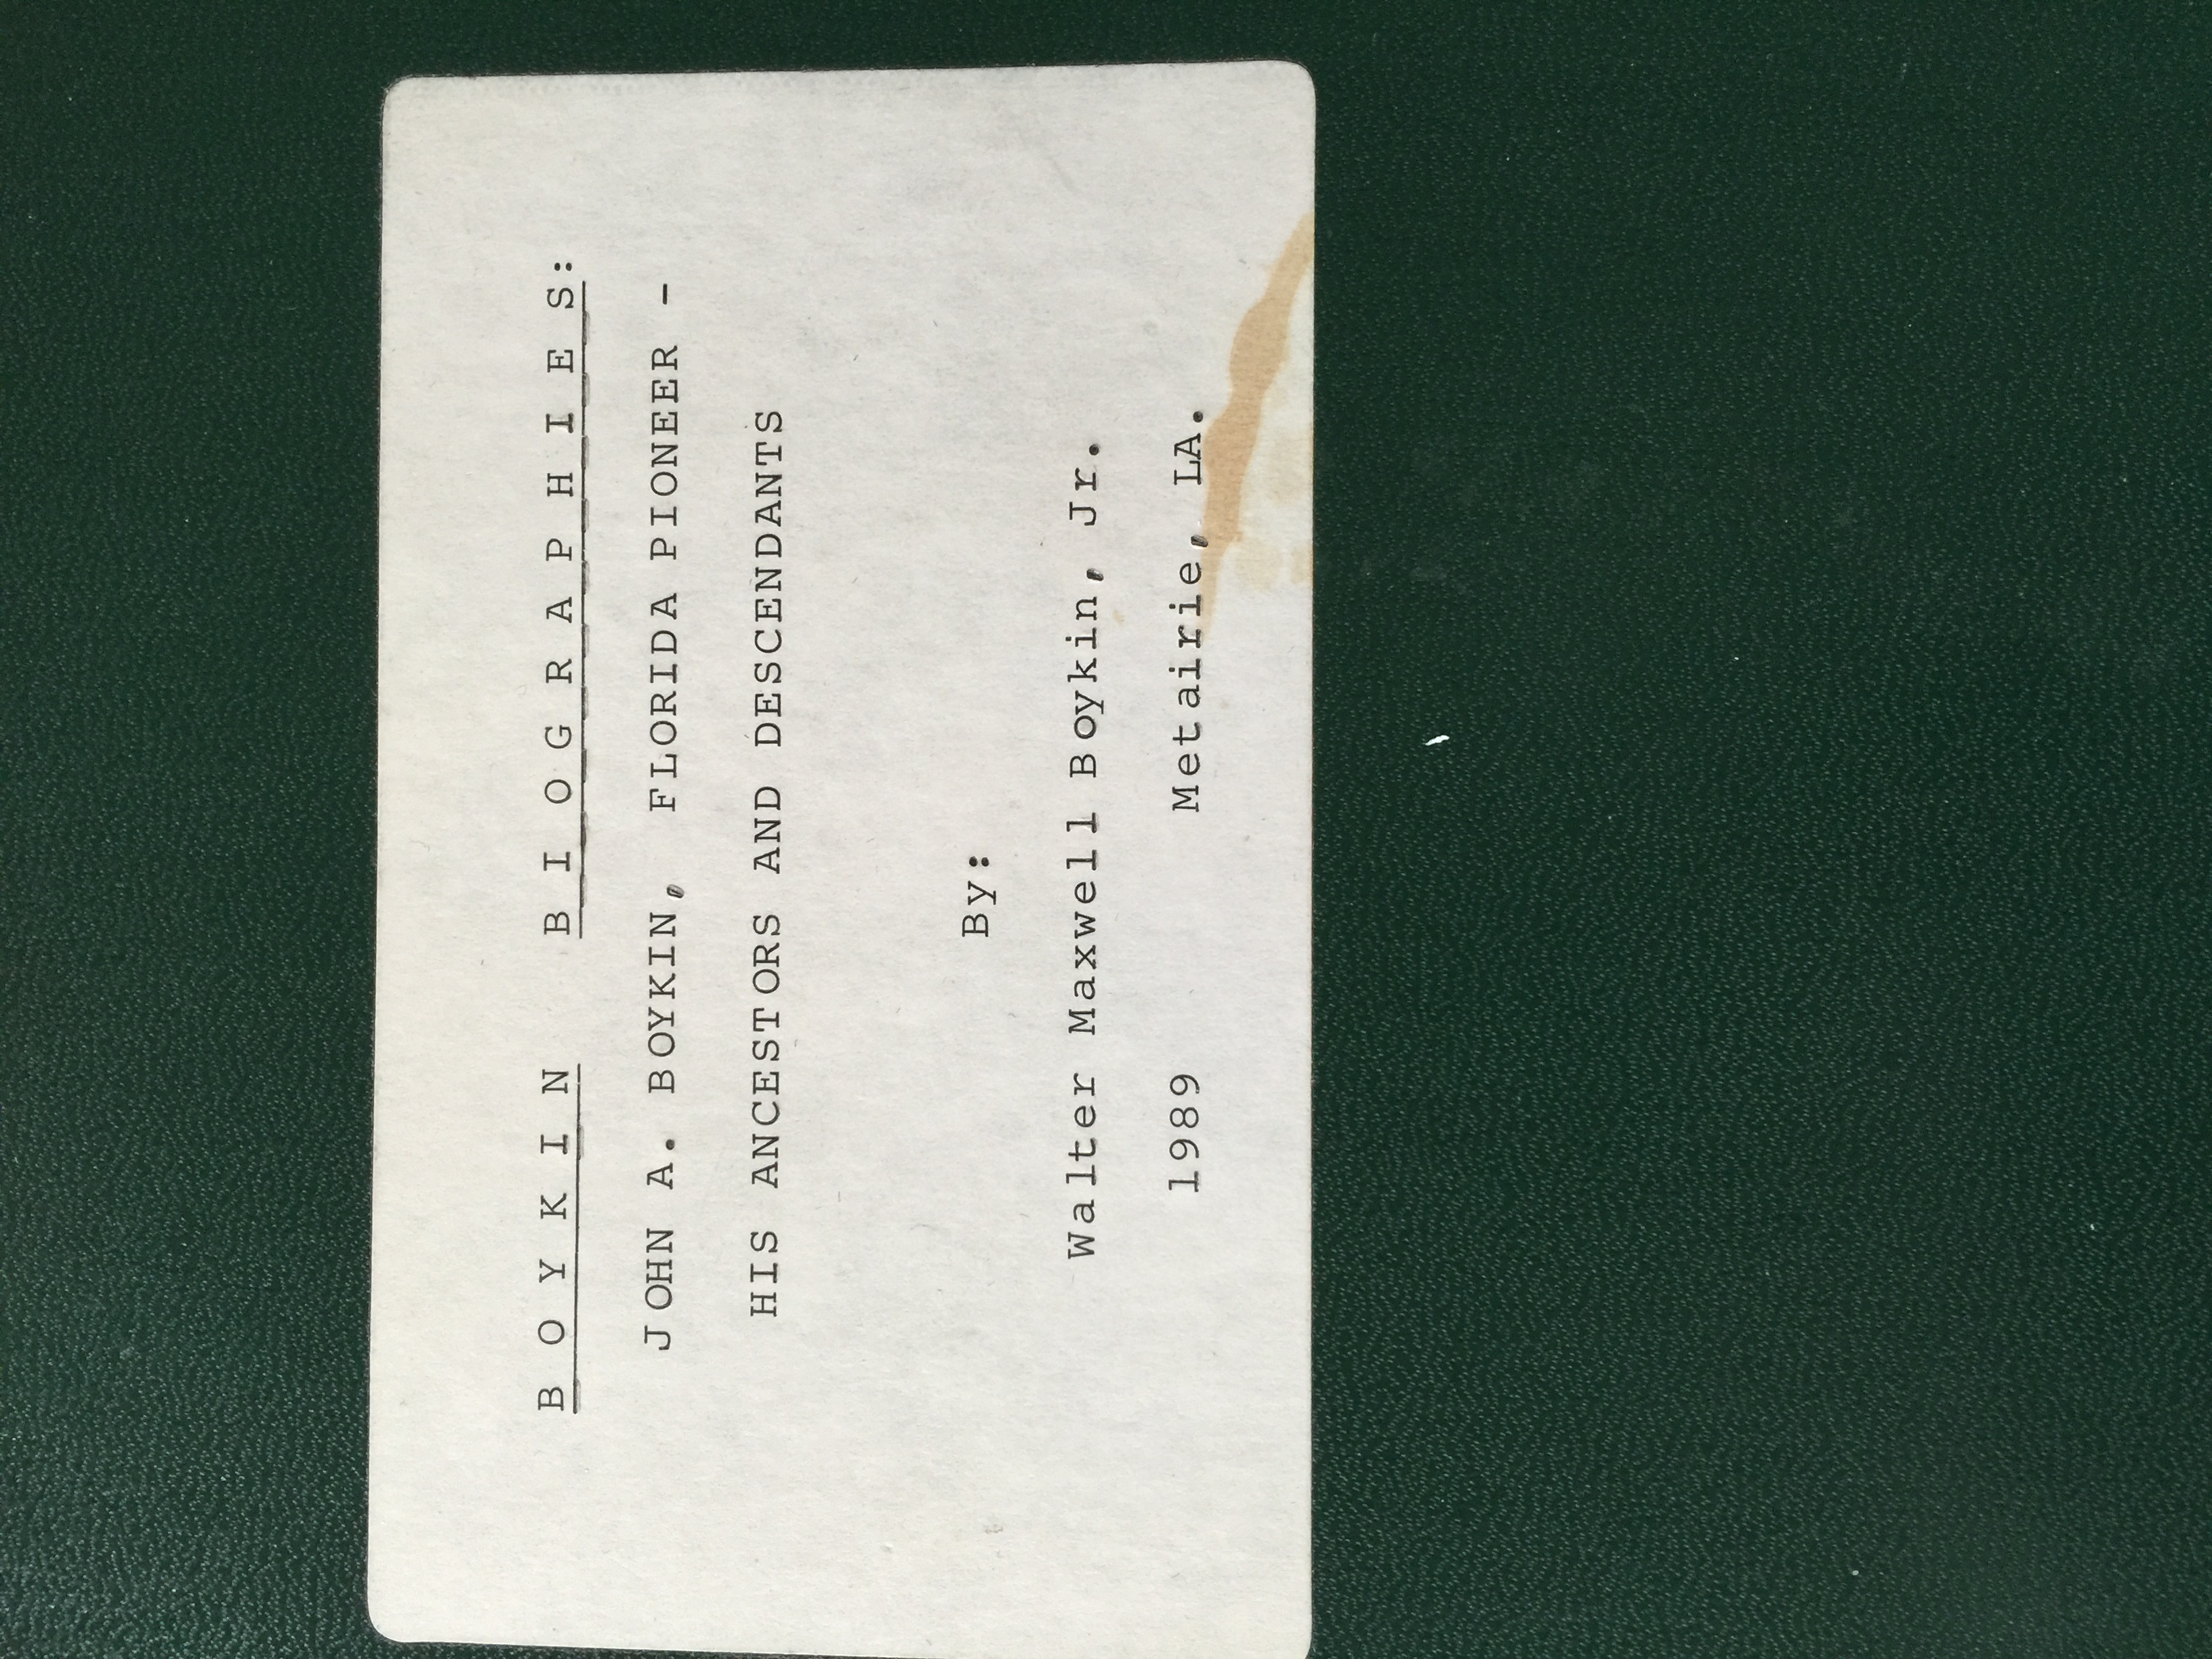 B O Y K I N  B I O G R A P H I E S:
JOHN A. BOYKIN, FLORIDA PIONEER -
HIS ANCESTORS AND DESCENDANTS
By:
Walter Maxwell Boykin, Jr.
1989 Metairie, LA.